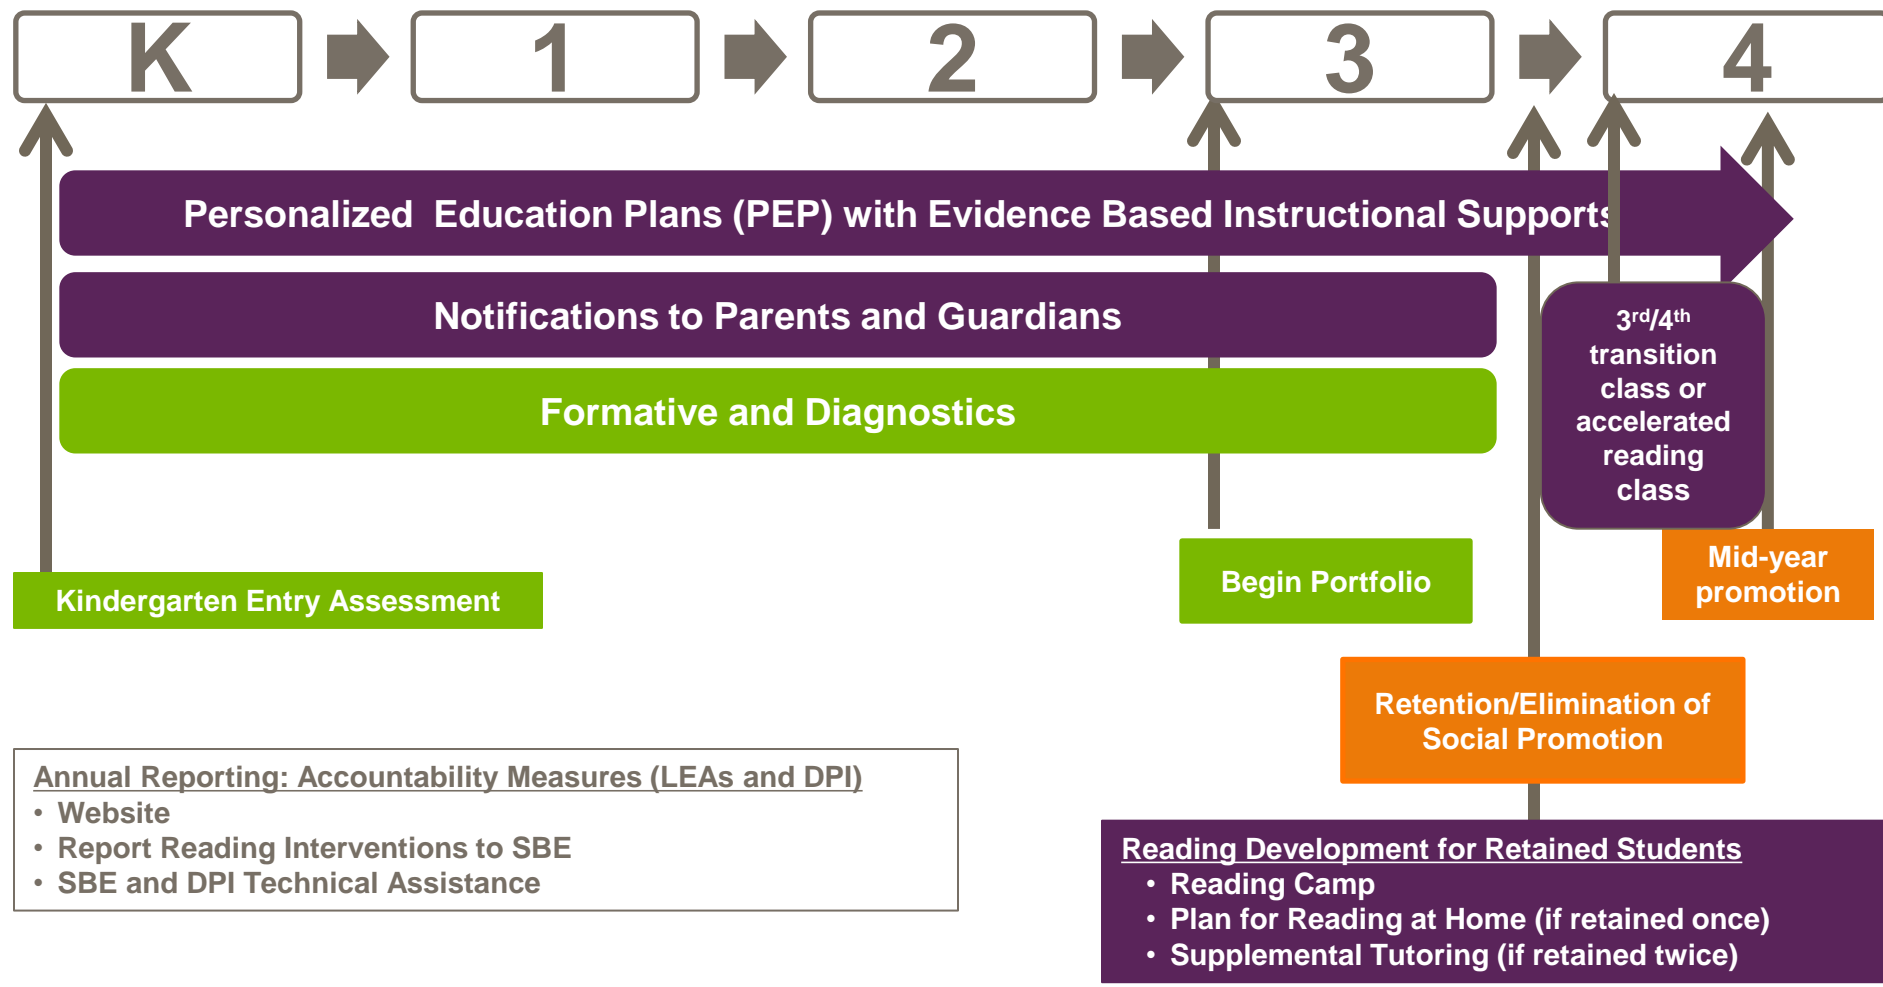 K
1
2
3
4
Personalized Education Plans (PEP) with Evidence Based Instructional Supports
Notifications to Parents and Guardians
Formative and Diagnostics
3rd/4th
transition
class or
accelerated
reading
class
Kindergarten Entry Assessment
Begin Portfolio
Mid-year
promotion
Retention/Elimination of
Social Promotion
Annual Reporting: Accountability Measures (LEAs and DPI)
• Website
• Report Reading Interventions to SBE
• SBE and DPI Technical Assistance
Reading Development for Retained Students
• Reading Camp
• Plan for Reading at Home (if retained once)
• Supplemental Tutoring (if retained twice)